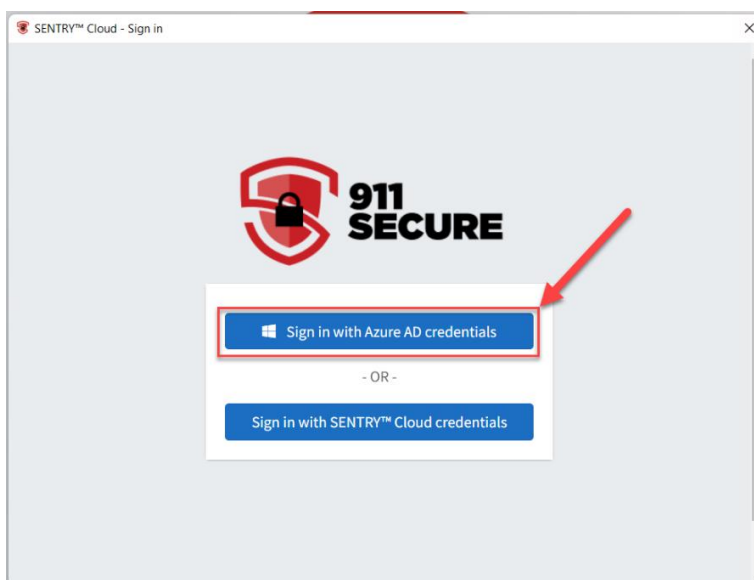 SENTRY™ Cloud - Sign in
911
SECURE
Sign in with Azure AD credentials
- OR -
Sign in with SENTRY™ Cloud credentials